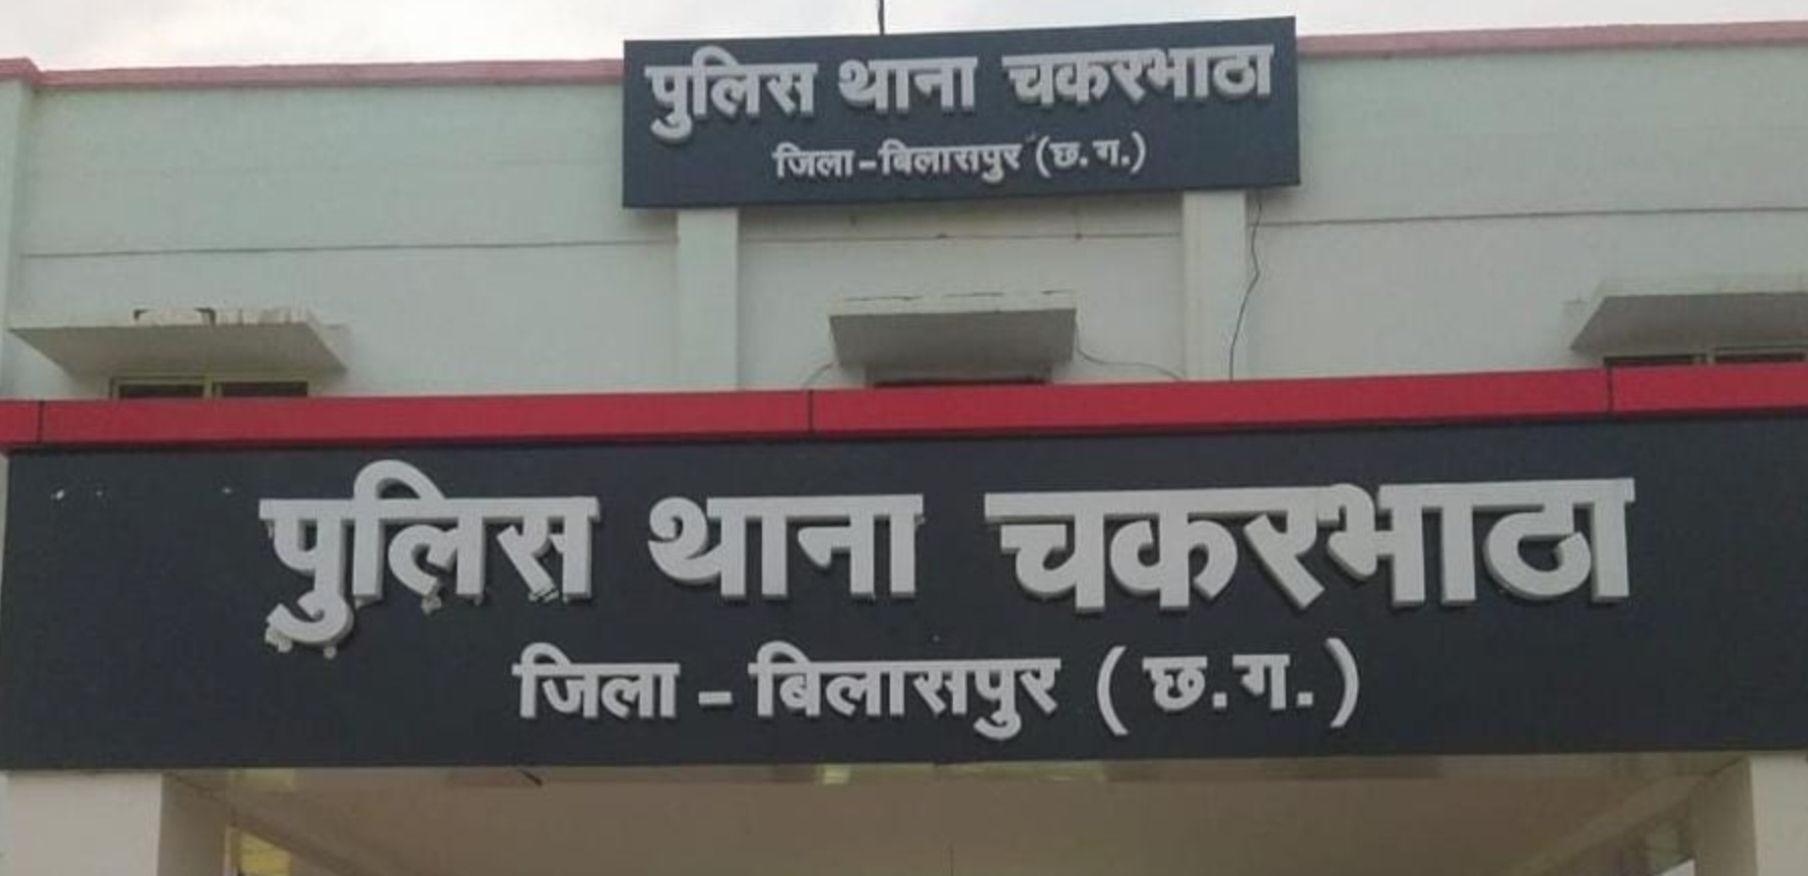 पुलिस थाना चकरभाठा
जिला-बिलासपुर (छ.ग.)
पुलिस थाना चकरभाठा
जिला - बिलासपुर ( छ.ग. )